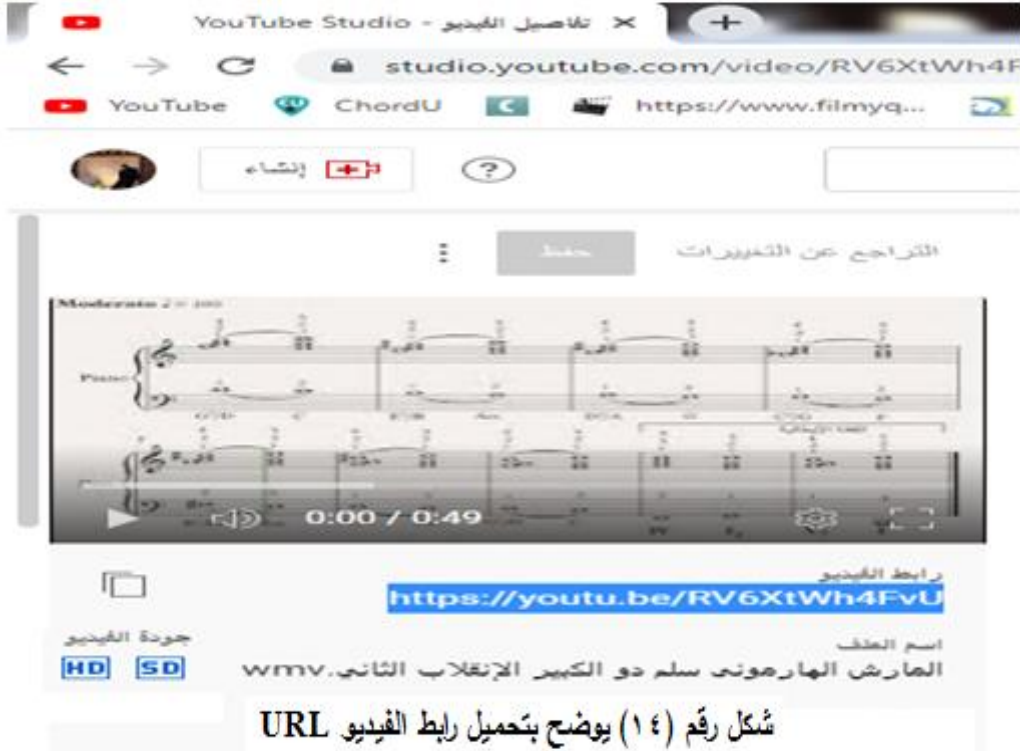 YouTube Studio - تفاصيل الفيديو
studio.youtube.com/video/RV6XtWh4F
YouTube ChordU https://www.filmyq...
إنشاء
التراجع عن التغييرات حفظ
Moderato
Piano
0:00 / 0:49
رابط الفيديو
https://youtu.be/RV6XtWh4FvU
اسم الملف
المارش الهارمونى سلم دو الكبير الإنقلاب الثانى.wmv
جودة الفيديو
HD SD
شكل رقم (١٤) يوضح بتحميل رابط الفيديو URL